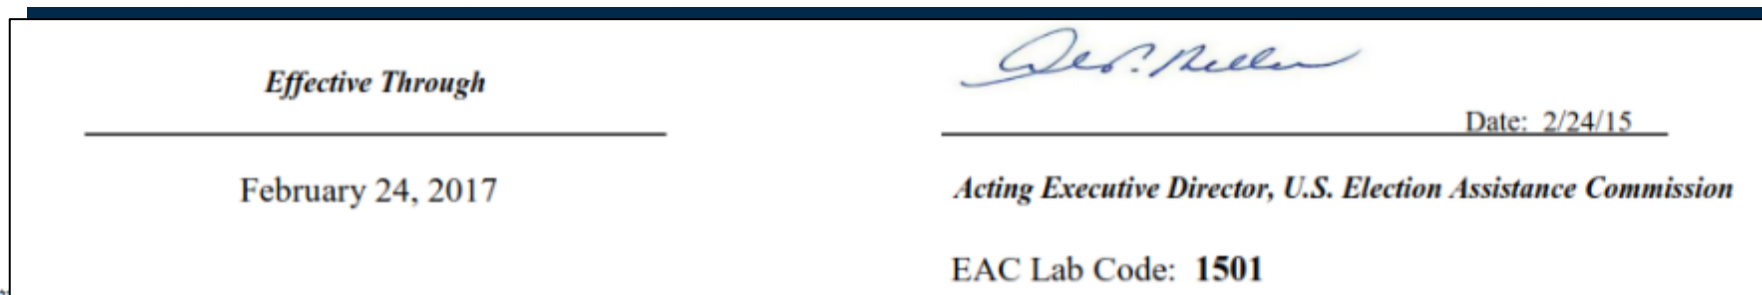 Effective Through
February 24, 2017
Date: 2/24/15
Acting Executive Director, U.S. Election Assistance Commission
EAC Lab Code: 1501